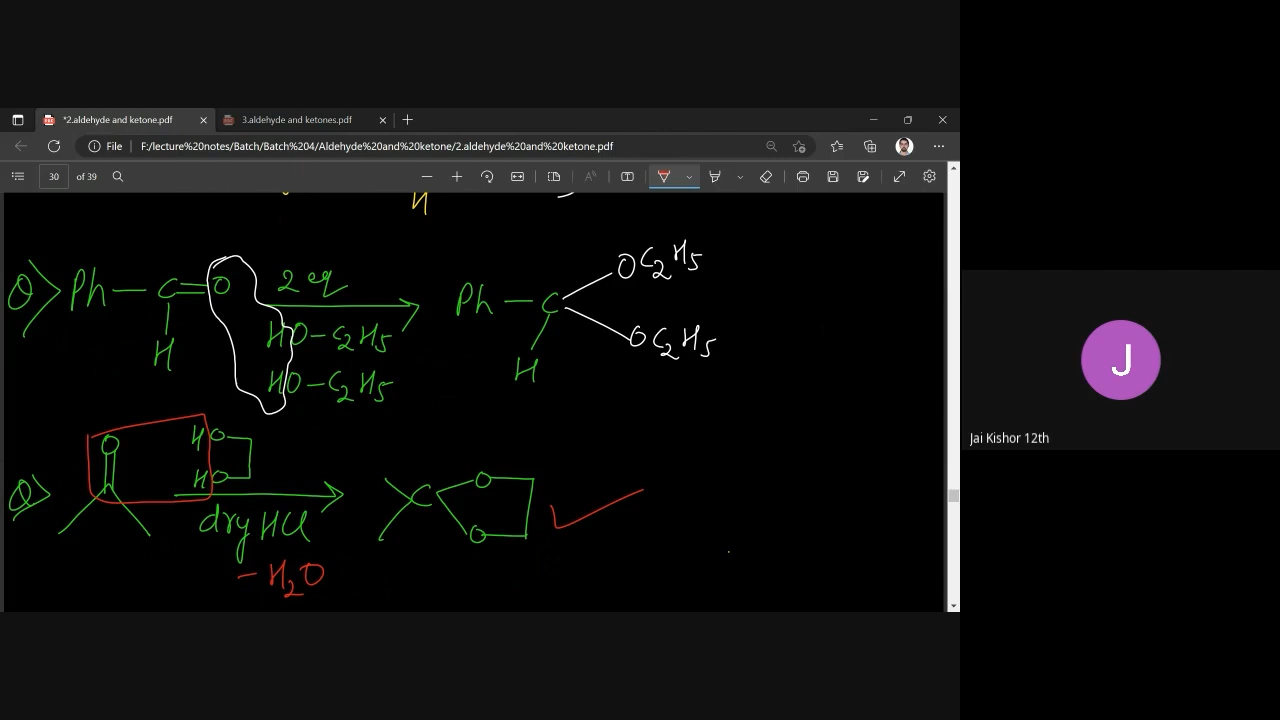 *2.aldehyde and ketone.pdf
3.aldehyde and ketones.pdf
File
F:/lecture%20notes/Batch/Batch%204/Aldehyde%20and%20ketone/2.aldehyde%20and%20ketone.pdf
30 of 39
H
Q> Ph — C = O
H
2 eq
HO-C2H5
HO-C2H5
Ph — C
OC2H5
OC2H5
H
Q>
O
HO
HO
dry HCl
- H2O
C
O
O
J
Jai Kishor 12th